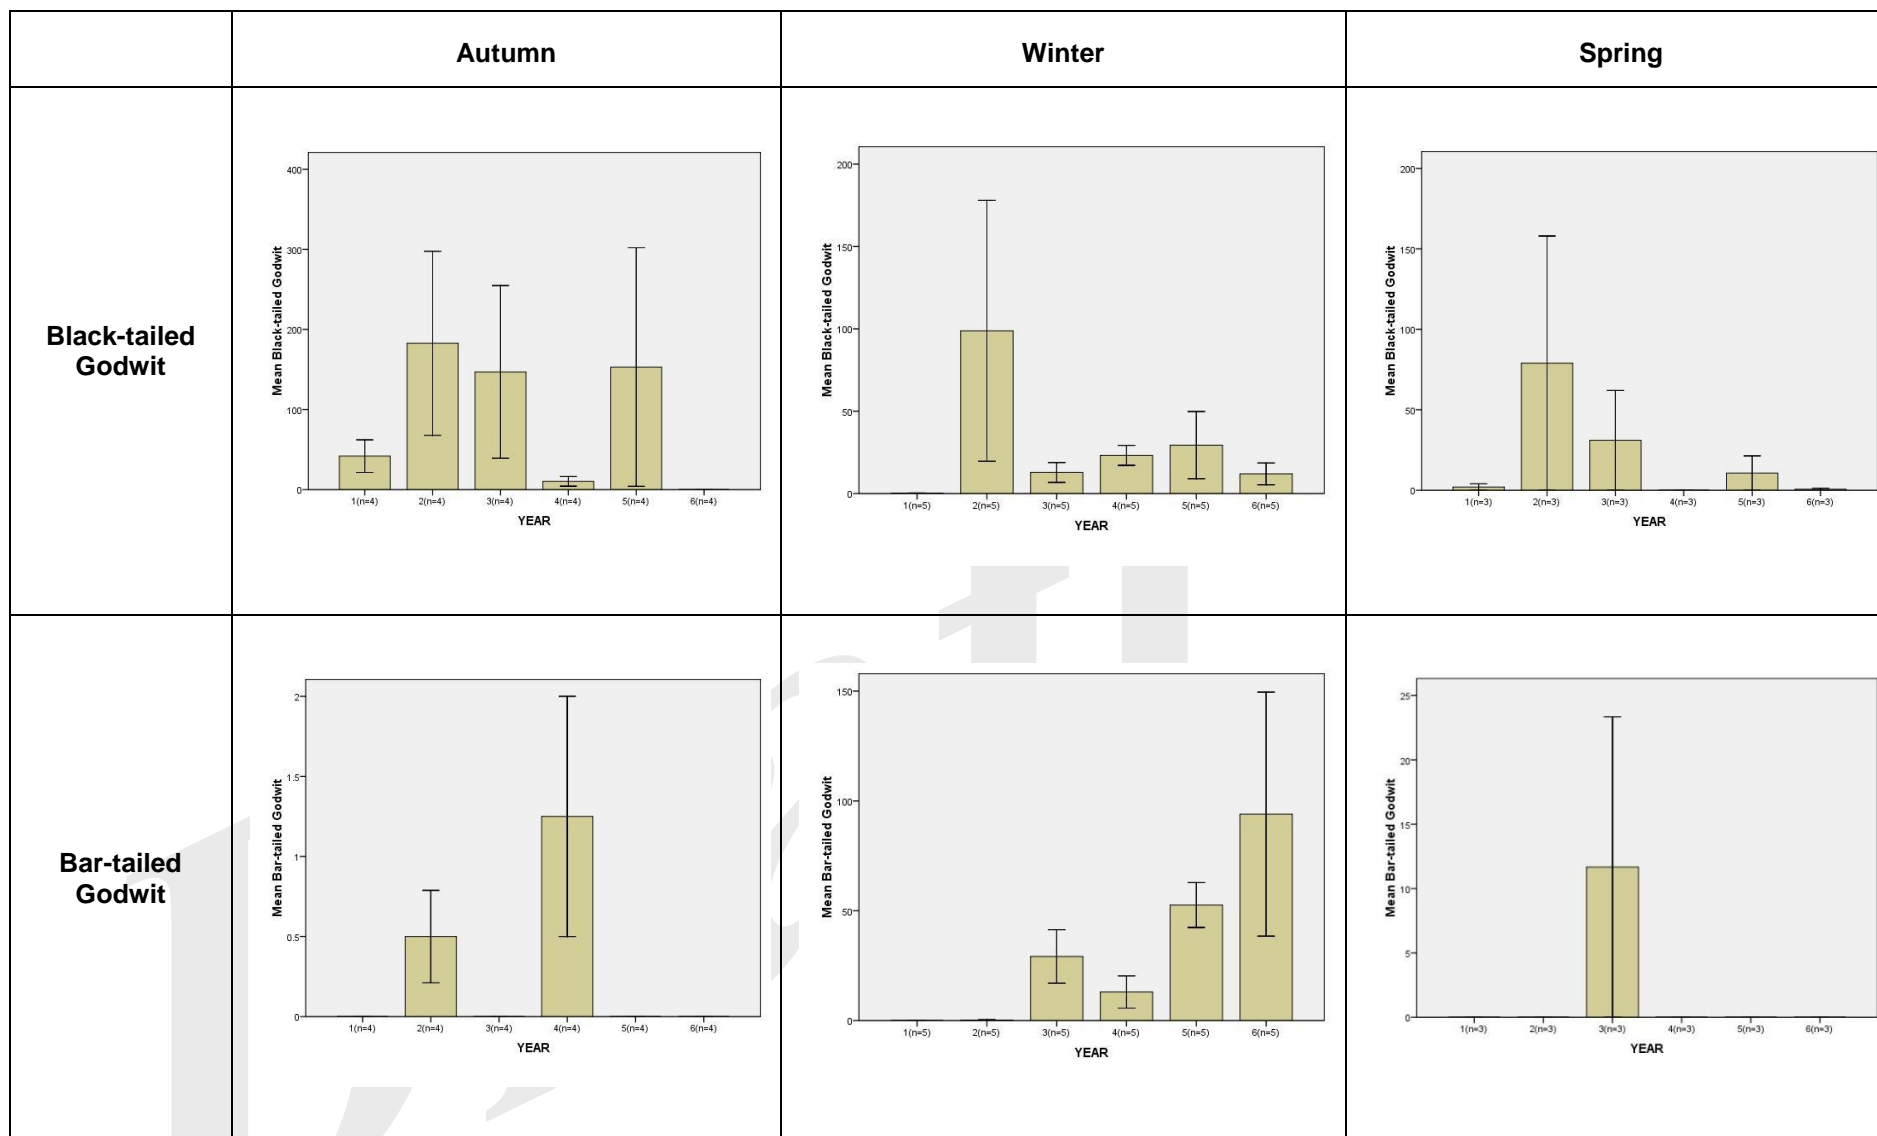 Autumn
Winter
Spring
Black-tailed
Godwit
Mean Black-tailed Godwit
400
300
200
100
0
1(n=4) 2(n=4) 3(n=4) 4(n=4) 5(n=4) 6(n=4)
YEAR
Mean Black-tailed Godwit
200
150
100
50
0
1(n=5) 2(n=5) 3(n=5) 4(n=5) 5(n=5) 6(n=5)
YEAR
Mean Black-tailed Godwit
200
150
100
50
0
1(n=3) 2(n=3) 3(n=3) 4(n=3) 5(n=3) 6(n=3)
YEAR
Bar-tailed
Godwit
Mean Bar-tailed Godwit
2
1.5
1
0.5
0
1(n=4) 2(n=4) 3(n=4) 4(n=4) 5(n=4) 6(n=4)
YEAR
Mean Bar-tailed Godwit
150
100
50
0
1(n=5) 2(n=5) 3(n=5) 4(n=5) 5(n=5) 6(n=5)
YEAR
Mean Bar-tailed Godwit
25
20
15
10
5
0
1(n=3) 2(n=3) 3(n=3) 4(n=3) 5(n=3) 6(n=3)
YEAR